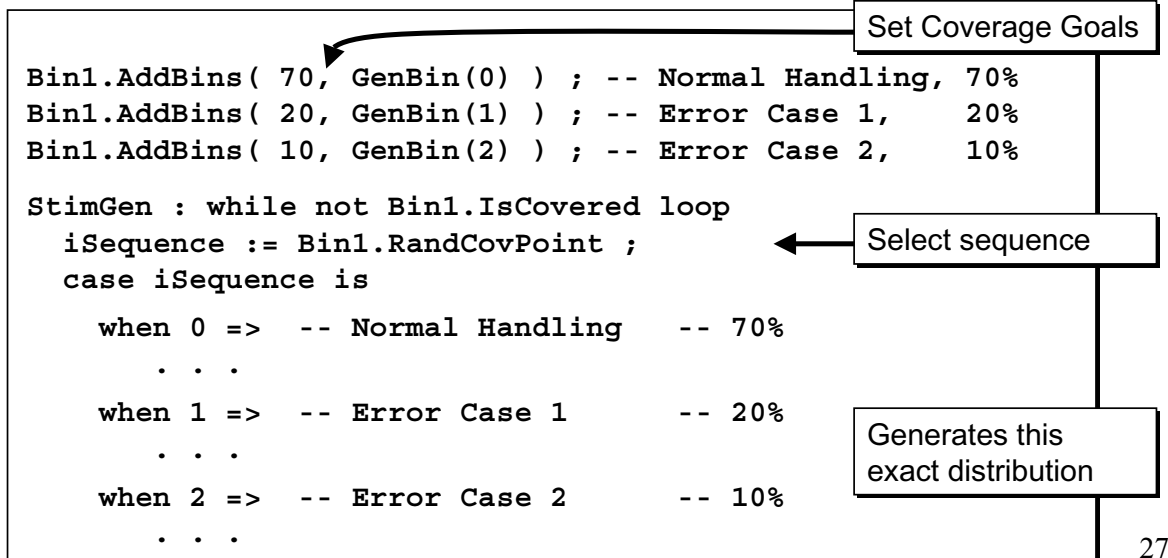 Set Coverage Goals
Bin1.AddBins( 70, GenBin(0) ) ; -- Normal Handling, 70%
Bin1.AddBins( 20, GenBin(1) ) ; -- Error Case 1,     20%
Bin1.AddBins( 10, GenBin(2) ) ; -- Error Case 2,     10%
StimGen : while not Bin1.IsCovered loop
  iSequence := Bin1.RandCovPoint ;
Select sequence
  case iSequence is
    when 0 =>  -- Normal Handling   -- 70%
       . . .
    when 1 =>  -- Error Case 1      -- 20%
       . . .
Generates this
exact distribution
    when 2 =>  -- Error Case 2      -- 10%
       . . .
27